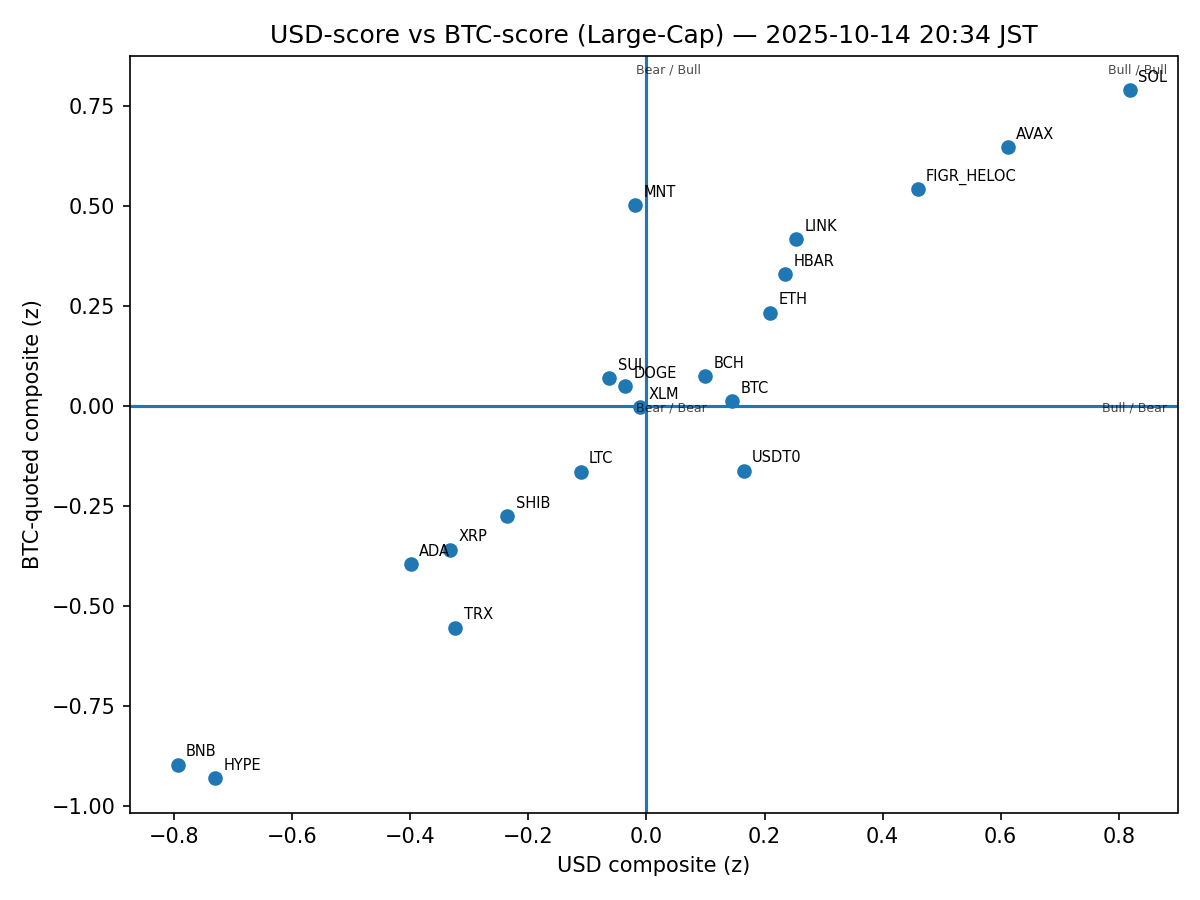 USD-score vs BTC-score (Large-Cap) — 2025-10-14 20:34 JST
Bear / Bull
Bull / Bull
SOL
AVAX
FIGR_HELOC
MNT
LINK
HBAR
ETH
SUI
DOGE
BCH
XLM
BTC
Bear / Bear
Bull / Bear
LTC
USDT0
SHIB
XRP
ADA
TRX
BNB
HYPE
0.75
0.50
0.25
0.00
−0.25
−0.50
−0.75
−1.00
BTC-quoted composite (z)
−0.8
−0.6
−0.4
−0.2
0.0
0.2
0.4
0.6
0.8
USD composite (z)